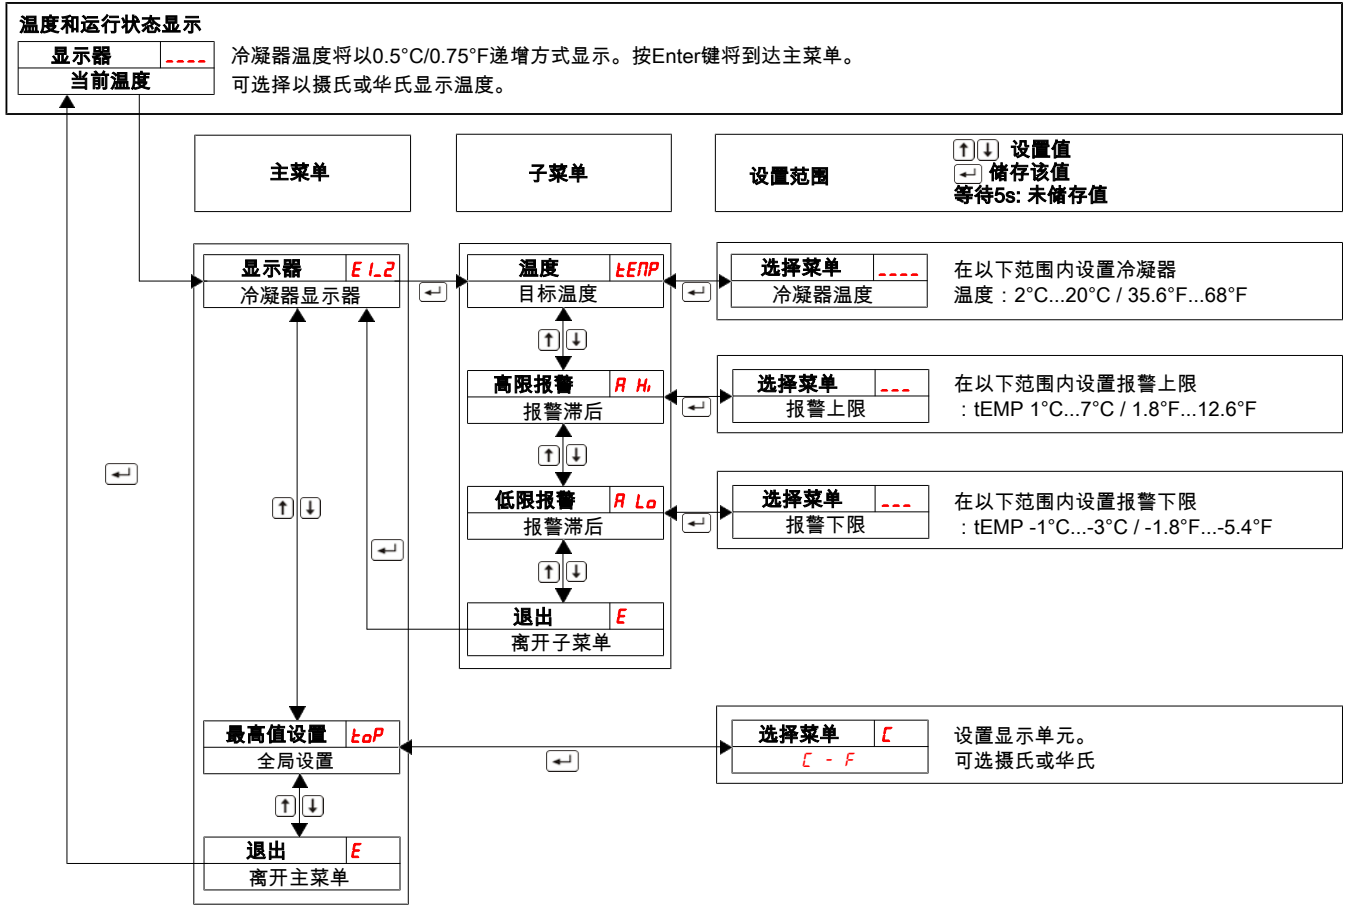 温度和运行状态显示
显示器 ----
当前温度
冷凝器温度将以0.5°C/0.75°F递增方式显示。按Enter键将到达主菜单。
可选择以摄氏或华氏显示温度。
主菜单
子菜单
设置范围
↑ ↓ 设置值
↵ 储存该值
等待5s: 未储存值
显示器 E1_2
冷凝器显示器
↵
温度 tEMP
目标温度
↵
选择菜单 ----
冷凝器温度
在以下范围内设置冷凝器
温度：2°C...20°C / 35.6°F...68°F
↑ ↓
高限报警 A Hi
报警滞后
↵
选择菜单 ---
报警上限
在以下范围内设置报警上限
：tEMP 1°C...7°C / 1.8°F...12.6°F
↑ ↓
低限报警 A Lo
报警滞后
↵
选择菜单 ---
报警下限
在以下范围内设置报警下限
：tEMP -1°C...-3°C / -1.8°F...-5.4°F
↵
↑ ↓
↵
↑ ↓
退出 E
离开子菜单
最高值设置 toP
全局设置
↵
选择菜单 C
C - F
设置显示单元。
可选摄氏或华氏
↑ ↓
退出 E
离开主菜单